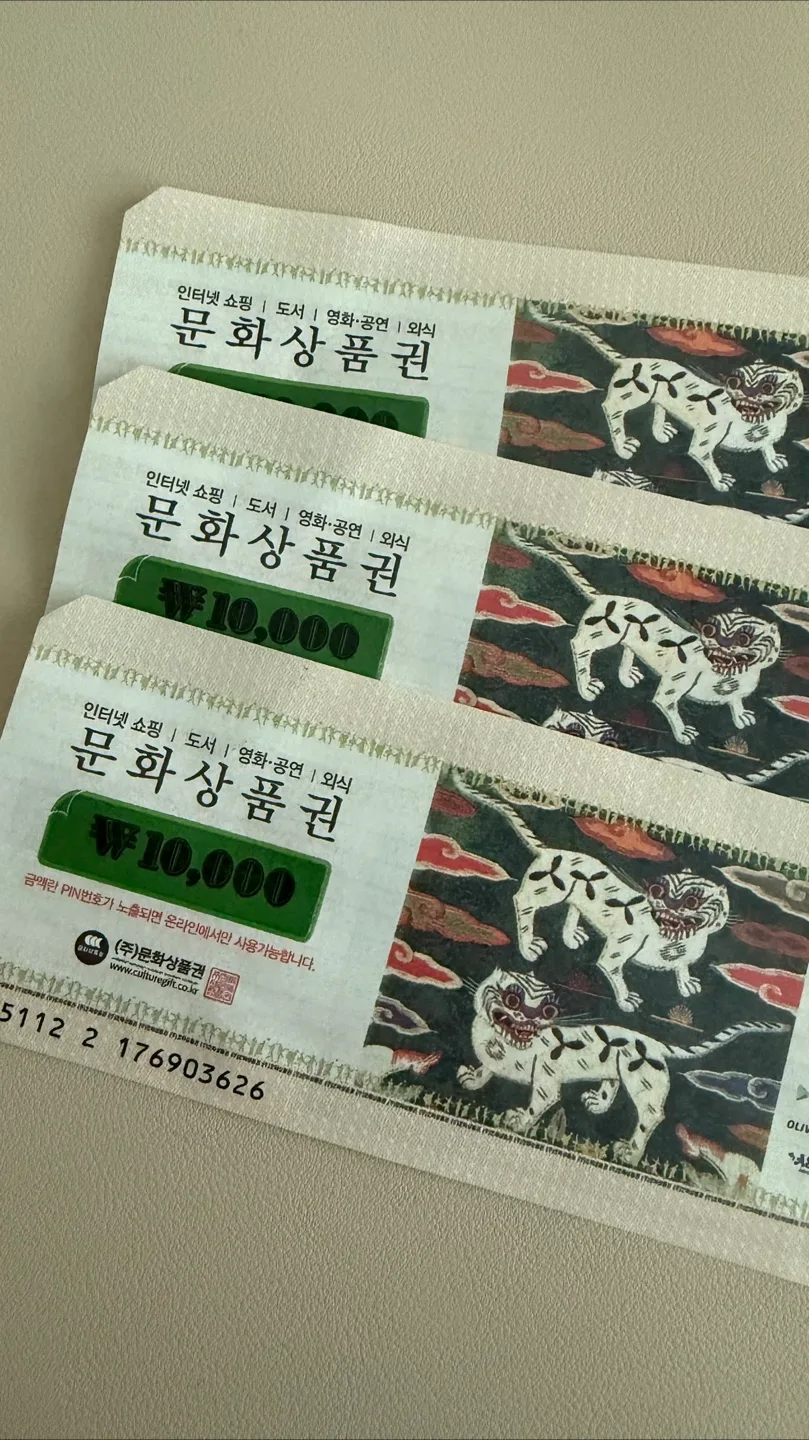 인터넷 쇼핑 | 도서 | 영화·공연 | 외식
문화상품권
인터넷 쇼핑 | 도서 | 영화·공연 | 외식
문화상품권
₩10,000
인터넷 쇼핑 | 도서 | 영화·공연 | 외식
문화상품권
₩10,000
금액란 PIN번호가 노출되면 온라인에서만 사용가능합니다.
(주)문화상품권
www.culturegift.co.kr
5112 2 176903626